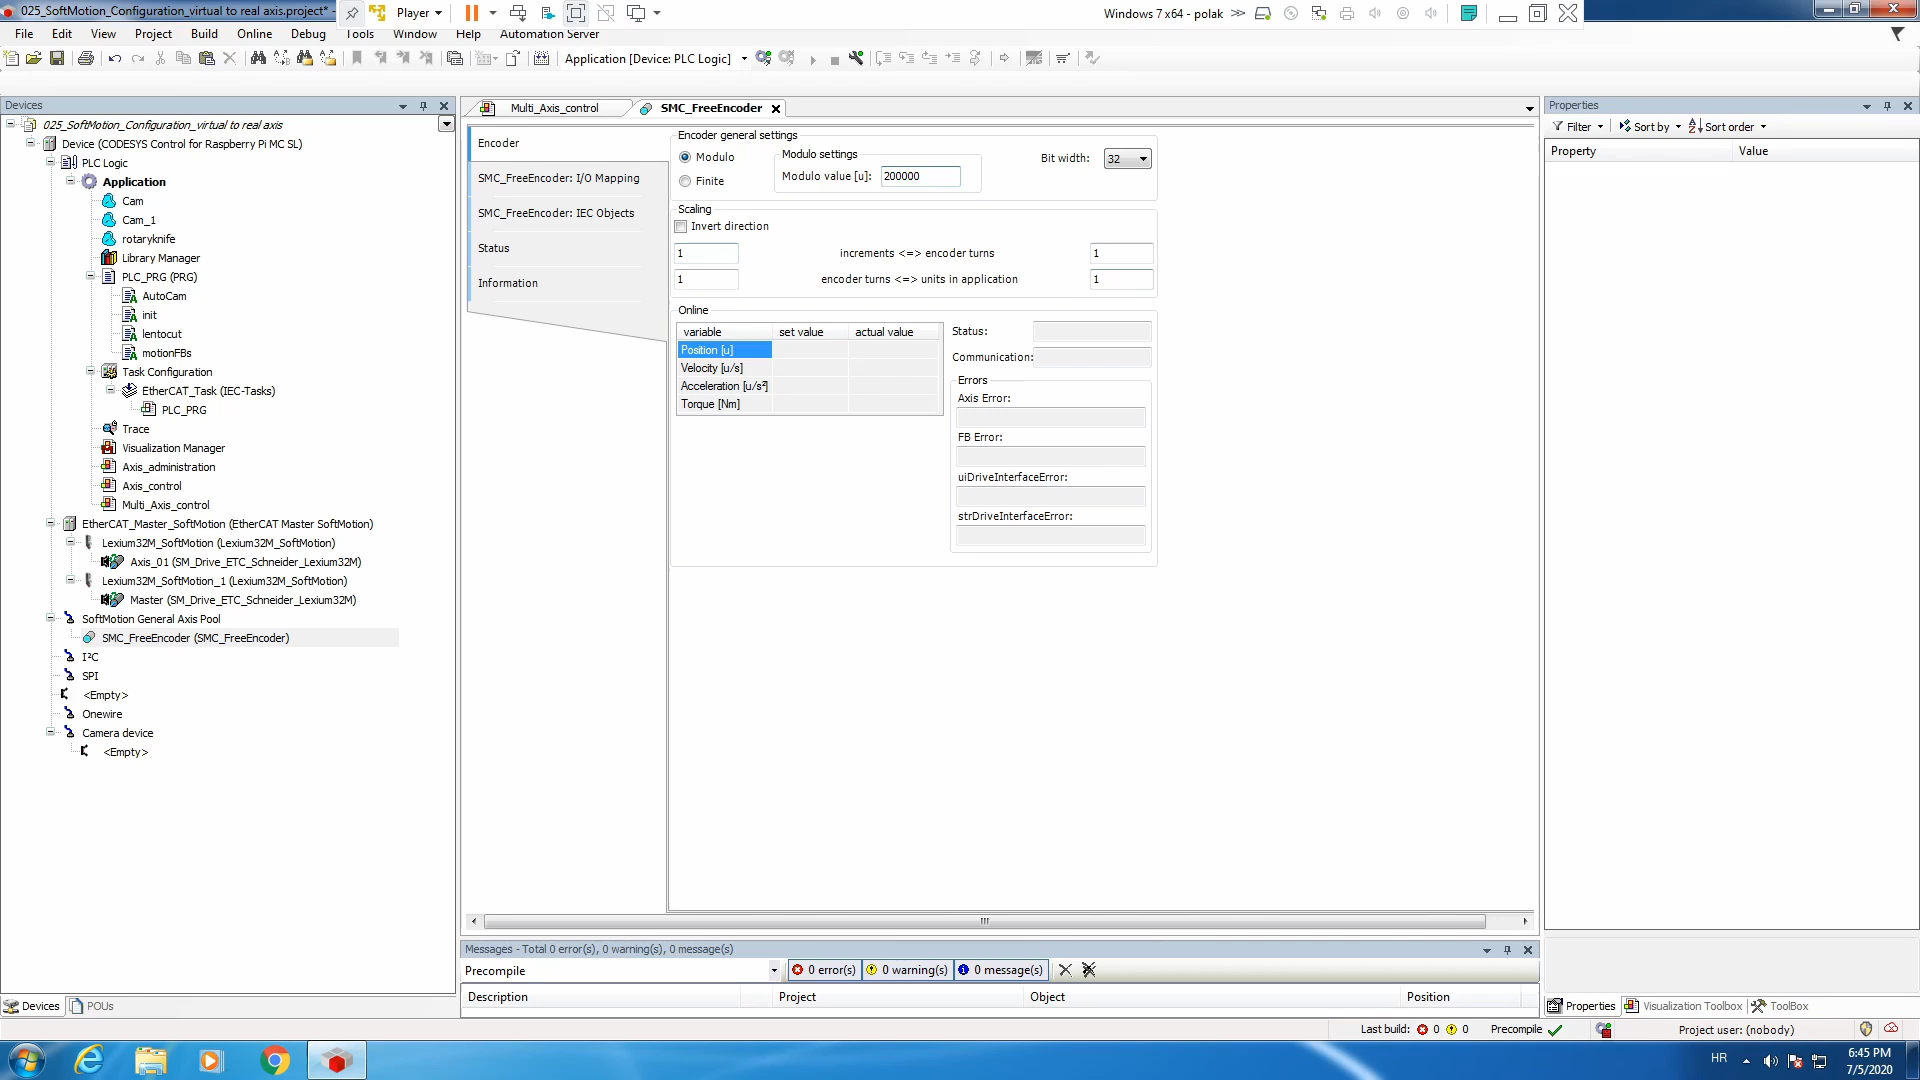 025_SoftMotion_Configuration_virtual to real axis.project* -
Player
Windows 7 x64 - polak
File Edit View Project Build Online Debug Tools Window Help Automation Server
Application [Device: PLC Logic]
Devices
025_SoftMotion_Configuration_virtual to real axis
Device (CODESYS Control for Raspberry Pi MC SL)
PLC Logic
Application
Cam
Cam_1
rotaryknife
Library Manager
PLC_PRG (PRG)
AutoCam
init
lentocut
motionFBs
Task Configuration
EtherCAT_Task (IEC-Tasks)
PLC_PRG
Trace
Visualization Manager
Axis_administration
Axis_control
Multi_Axis_control
EtherCAT_Master_SoftMotion (EtherCAT Master SoftMotion)
Lexium32M_SoftMotion (Lexium32M_SoftMotion)
Axis_01 (SM_Drive_ETC_Schneider_Lexium32M)
Lexium32M_SoftMotion_1 (Lexium32M_SoftMotion)
Master (SM_Drive_ETC_Schneider_Lexium32M)
SoftMotion General Axis Pool
SMC_FreeEncoder (SMC_FreeEncoder)
I²C
SPI
<Empty>
Onewire
Camera device
<Empty>
Devices POUs
Multi_Axis_control SMC_FreeEncoder
Encoder
SMC_FreeEncoder: I/O Mapping
SMC_FreeEncoder: IEC Objects
Status
Information
Encoder general settings
Modulo
Finite
Modulo settings
Modulo value [u]: 200000
Bit width: 32
Scaling
Invert direction
1 increments <=> encoder turns 1
1 encoder turns <=> units in application 1
Online
variable set value actual value
Position [u]
Velocity [u/s]
Acceleration [u/s²]
Torque [Nm]
Status:
Communication:
Errors
Axis Error:
FB Error:
uiDriveInterfaceError:
strDriveInterfaceError:
Messages - Total 0 error(s), 0 warning(s), 0 message(s)
Precompile 0 error(s) 0 warning(s) 0 message(s)
Description Project Object Position
Properties
Filter Sort by Sort order
Property Value
Properties Visualization Toolbox ToolBox
Last build: 0 0 Precompile Project user: (nobody)
HR
6:45 PM
7/5/2020